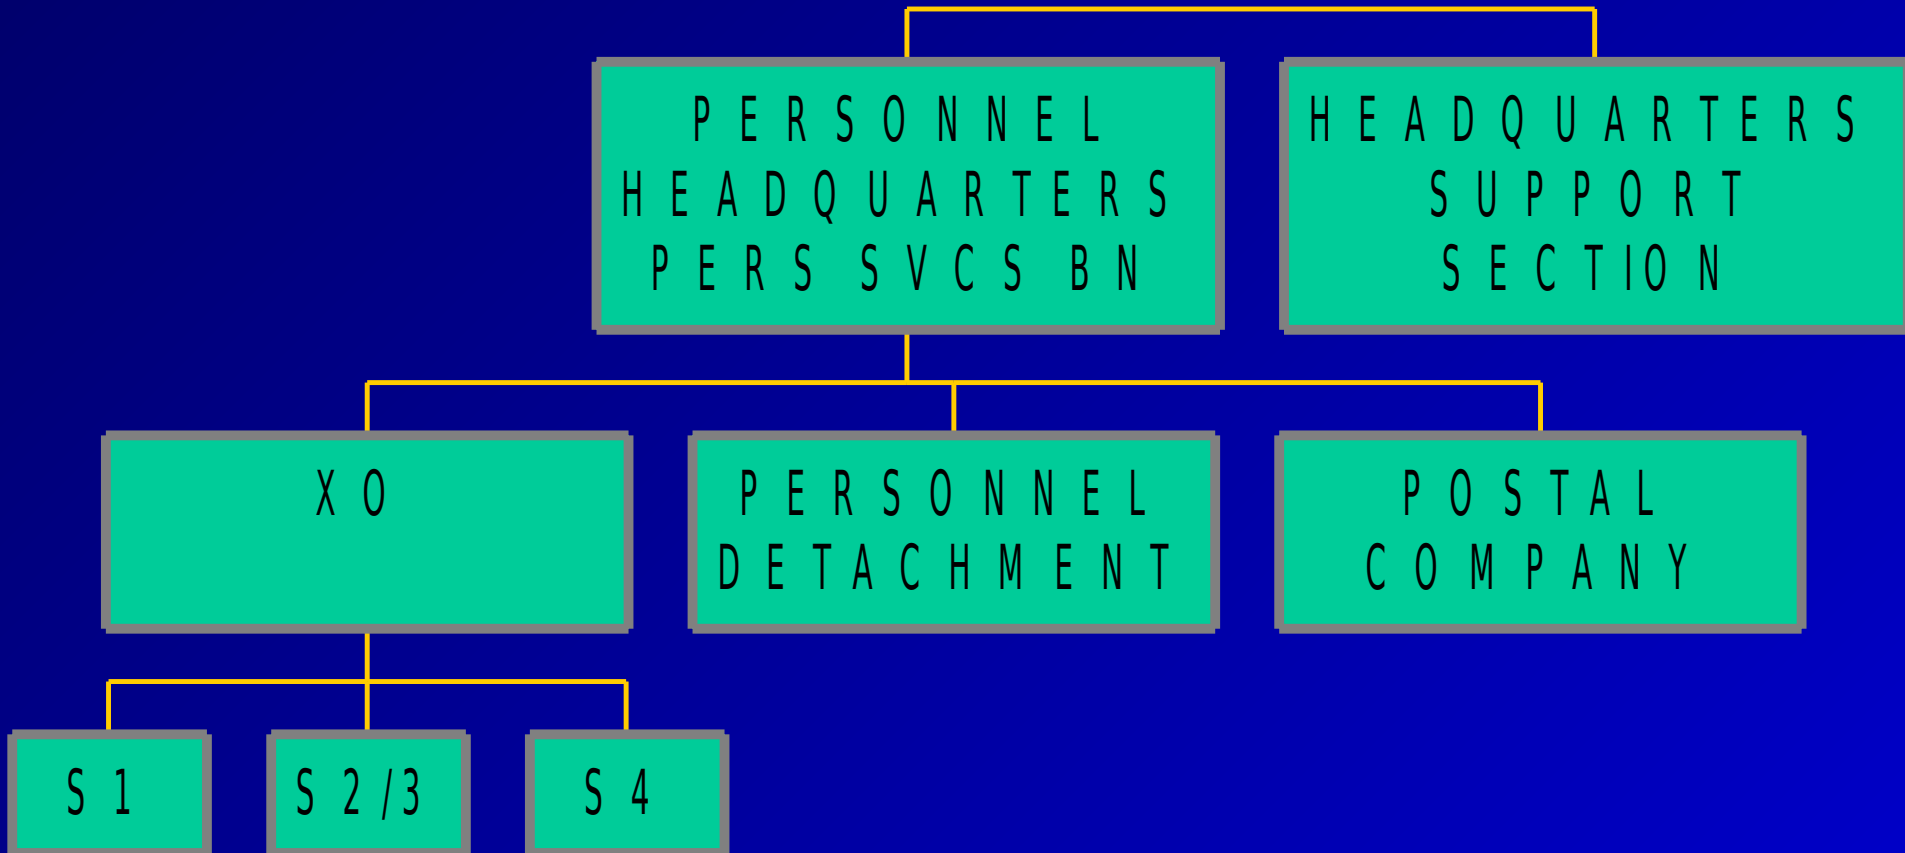 PERSONNEL
HEADQUARTERS
PERS SVCS BN
HEADQUARTERS
SUPPORT
SECTION
XO
PERSONNEL
DETACHMENT
POSTAL
COMPANY
S1
S2/3
S4